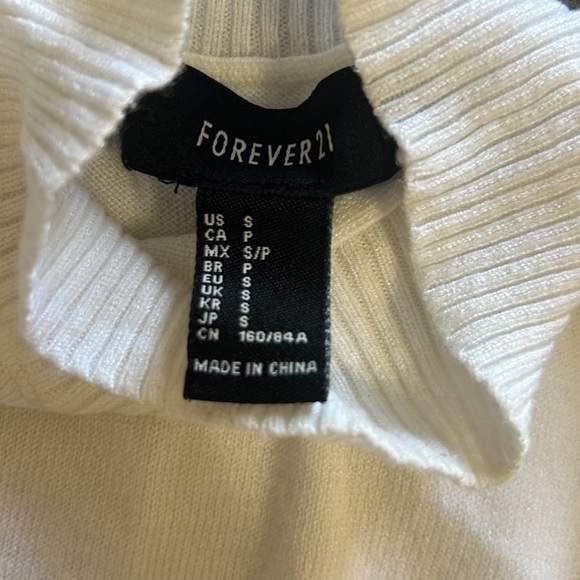 FOREVER 21
US S
CA P
MX S/P
BR P
EU S
UK S
KR S
JP S
CN 160/84A
MADE IN CHINA